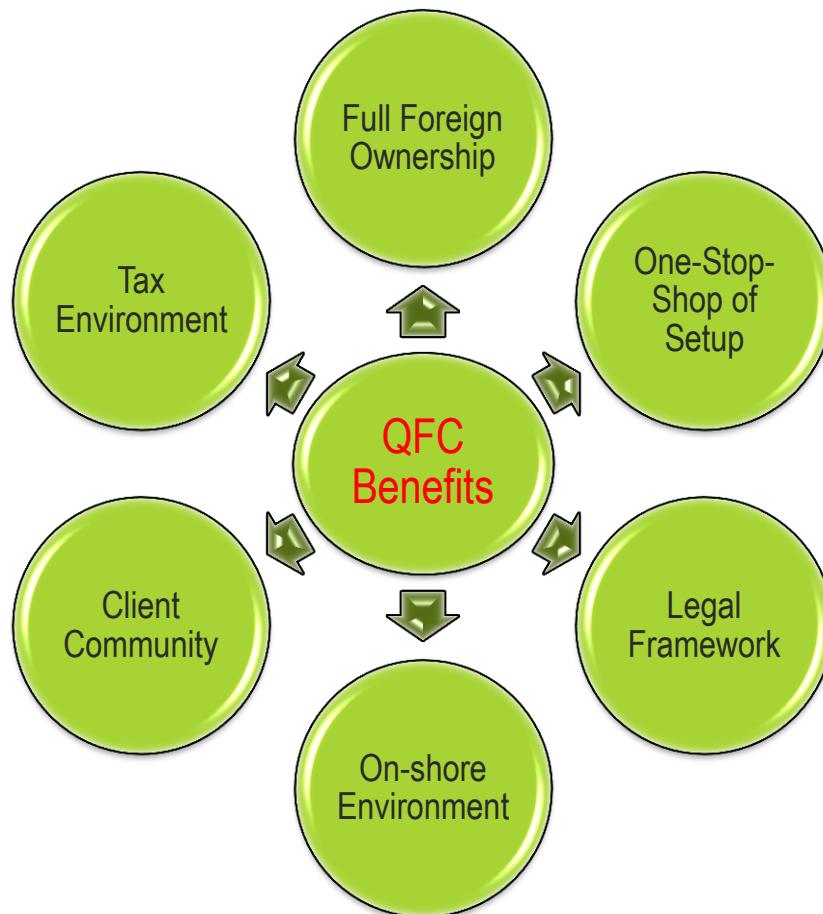 Full Foreign
Ownership
One-Stop-
Shop of
Setup
Legal
Framework
On-shore
Environment
Client
Community
Tax
Environment
QFC
Benefits